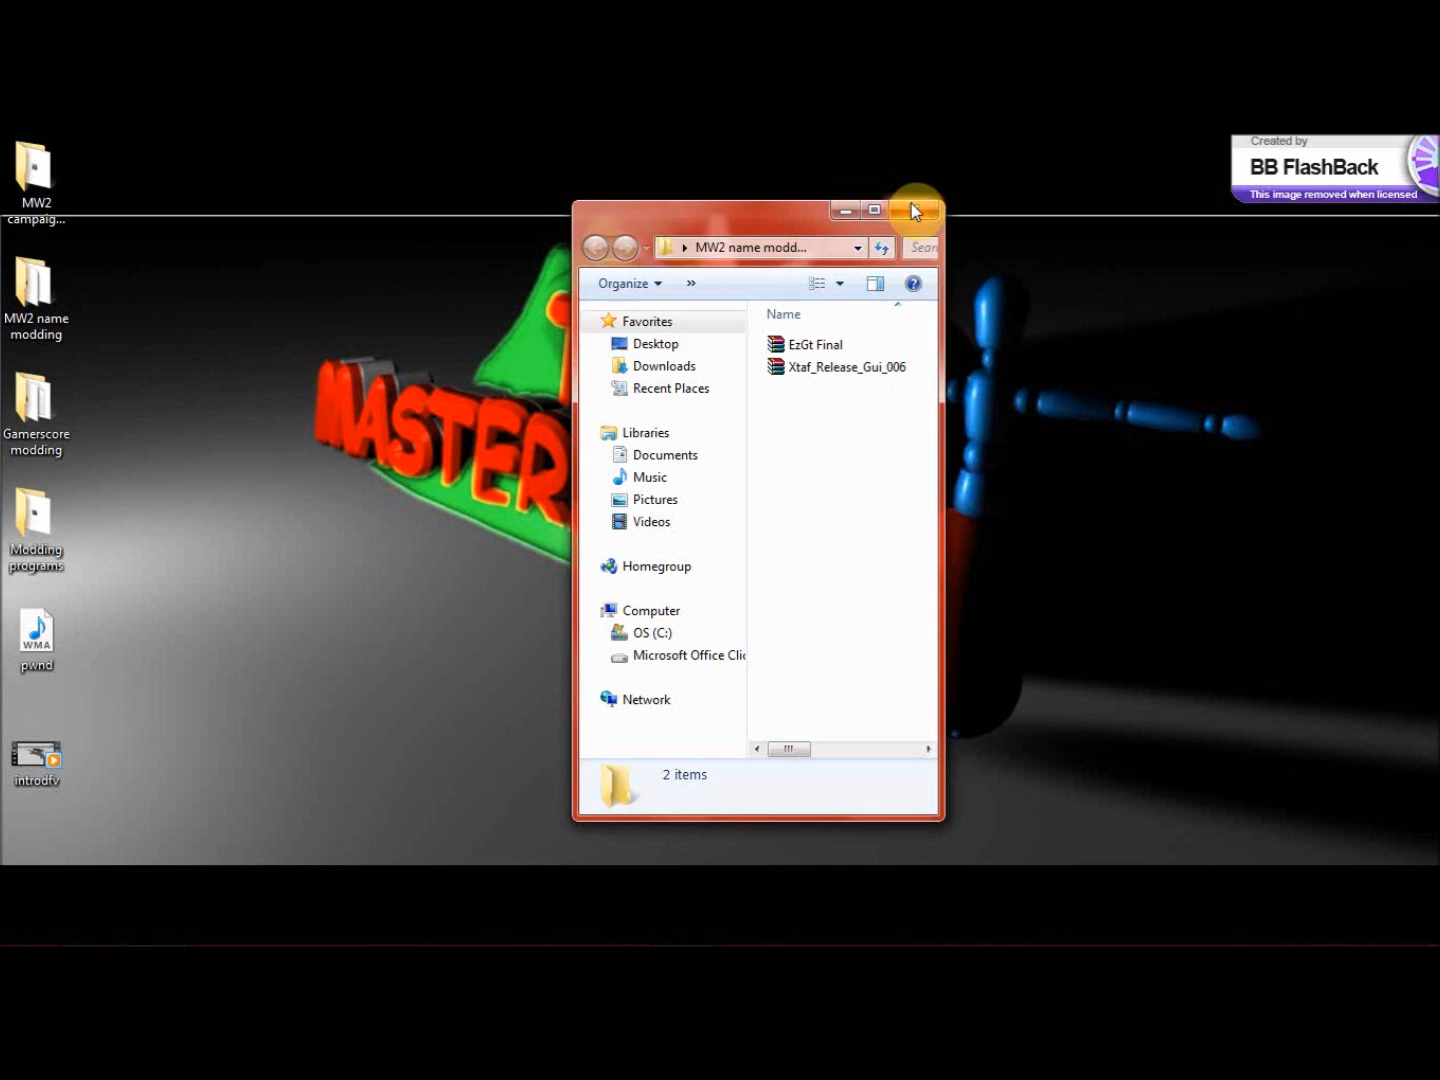 MW2
campaig...
MW2 name
modding
Gamerscore
modding
Modding
programs
WMA
pwnd
introdfv
MASTER
Created by
BB FlashBack
This image removed when licensed
MW2 name modd...
Organize
»
Favorites
Desktop
Downloads
Recent Places
Libraries
Documents
Music
Pictures
Videos
Homegroup
Computer
OS (C:)
Microsoft Office Clic
Network
Name
EzGt Final
Xtaf_Release_Gui_006
2 items